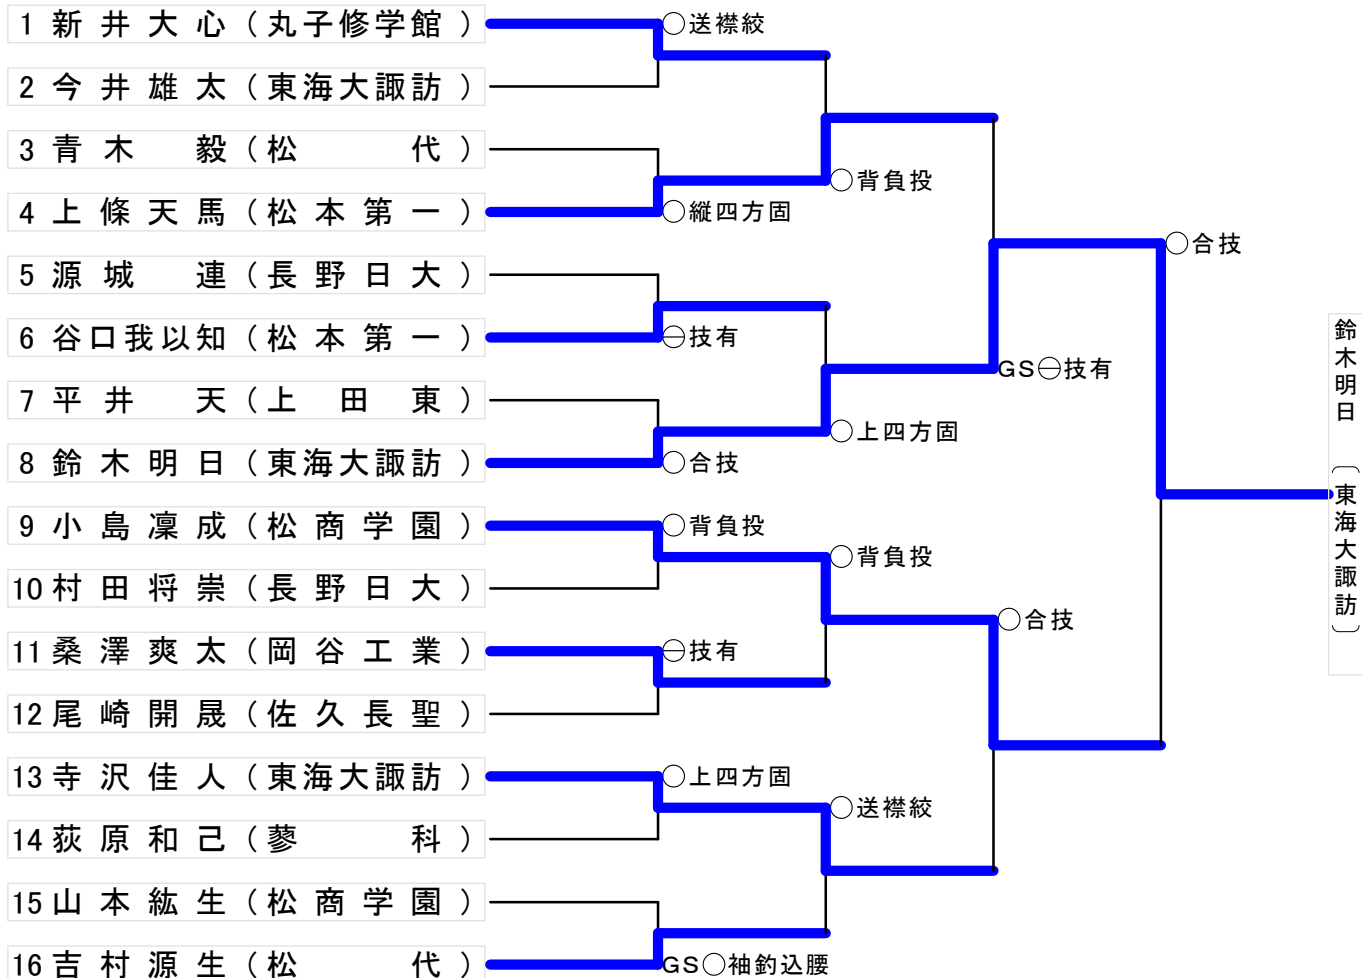 1 新井大心（丸子修学館） ○送襟絞
2 今井雄太（東海大諏訪）
3 青木　毅（松　代）
○背負投
4 上條天馬（松本第一） ○縦四方固
○合技
5 源城　連（長野日大）
6 谷口我以知（松本第一） ⊖技有
GS⊖技有
7 平井　天（上田東）
○上四方固
8 鈴木明日（東海大諏訪） ○合技
鈴木明日〔東海大諏訪〕
9 小島凜成（松商学園） ○背負投
○背負投
10 村田将崇（長野日大）
○合技
11 桑澤爽太（岡谷工業） ⊖技有
12 尾崎開晟（佐久長聖）
13 寺沢佳人（東海大諏訪） ○上四方固
○送襟絞
14 荻原和己（蓼　科）
15 山本紘生（松商学園）
16 吉村源生（松　代） GS○袖釣込腰